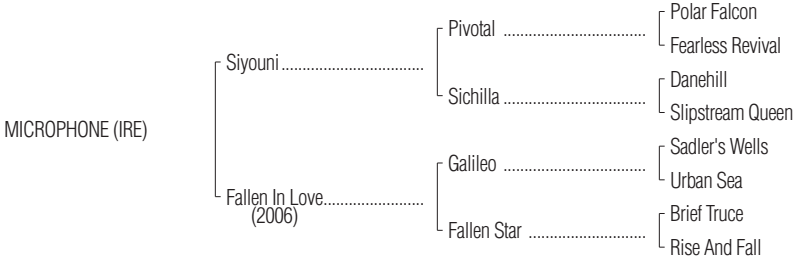 MICROPHONE (IRE)
Siyouni
Fallen In Love
(2006)
Pivotal
Sichilla
Galileo
Fallen Star
Polar Falcon
Fearless Revival
Danehill
Slipstream Queen
Sadler's Wells
Urban Sea
Brief Truce
Rise And Fall